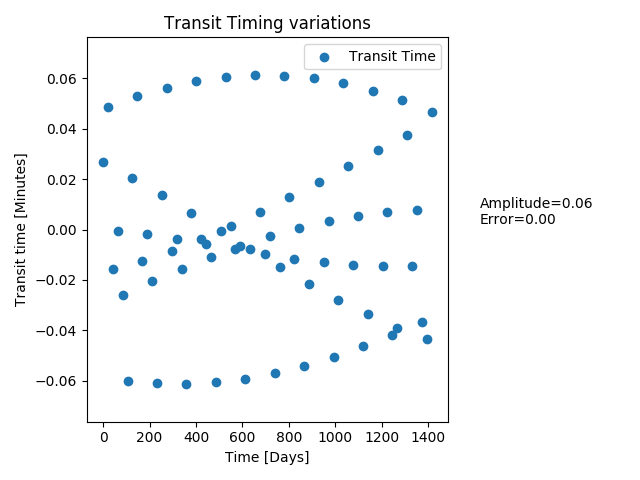 Transit Timing variations
Transit Time
Transit time [Minutes]
0.06
0.04
0.02
0.00
−0.02
−0.04
−0.06
0 200 400 600 800 1000 1200 1400
Time [Days]
Amplitude=0.06
Error=0.00